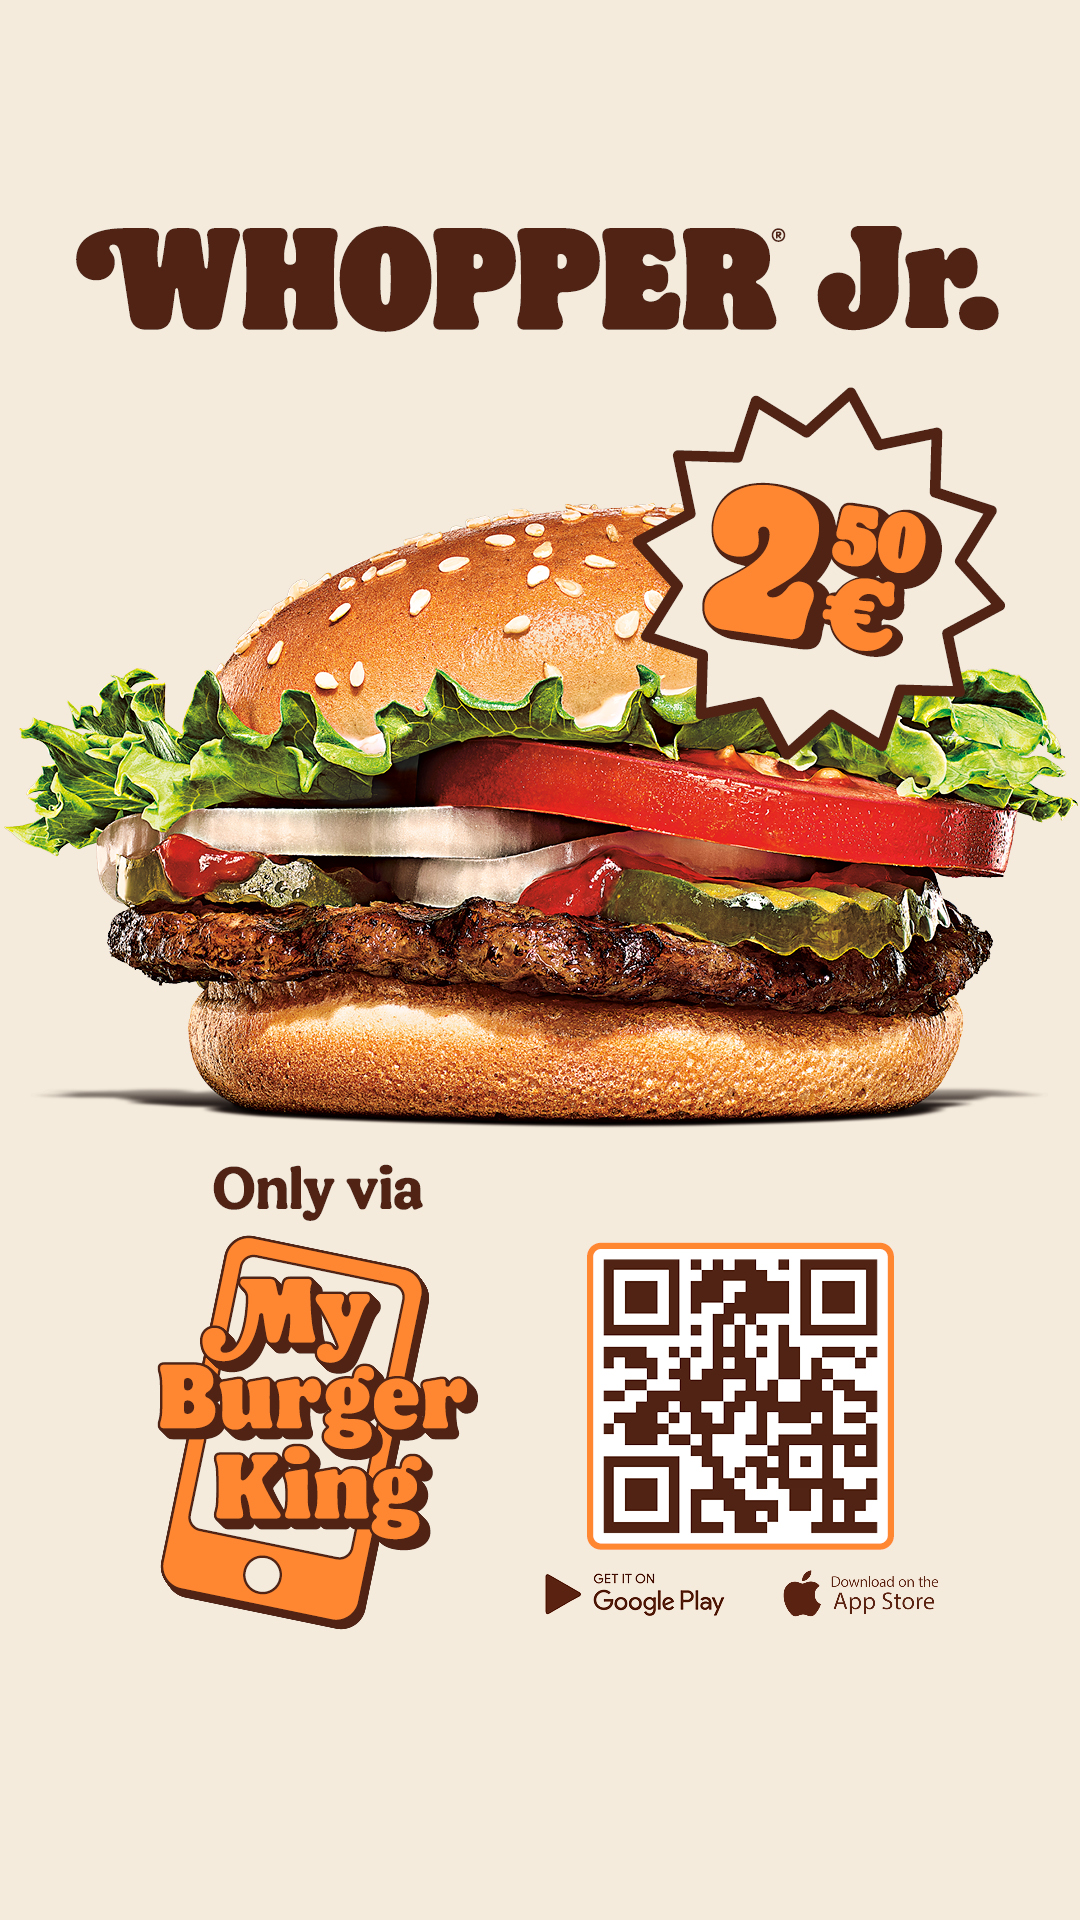 WHOPPER® Jr.
2 50 €
Only via
My
Burger
King
GET IT ON
Google Play
Download on the
App Store